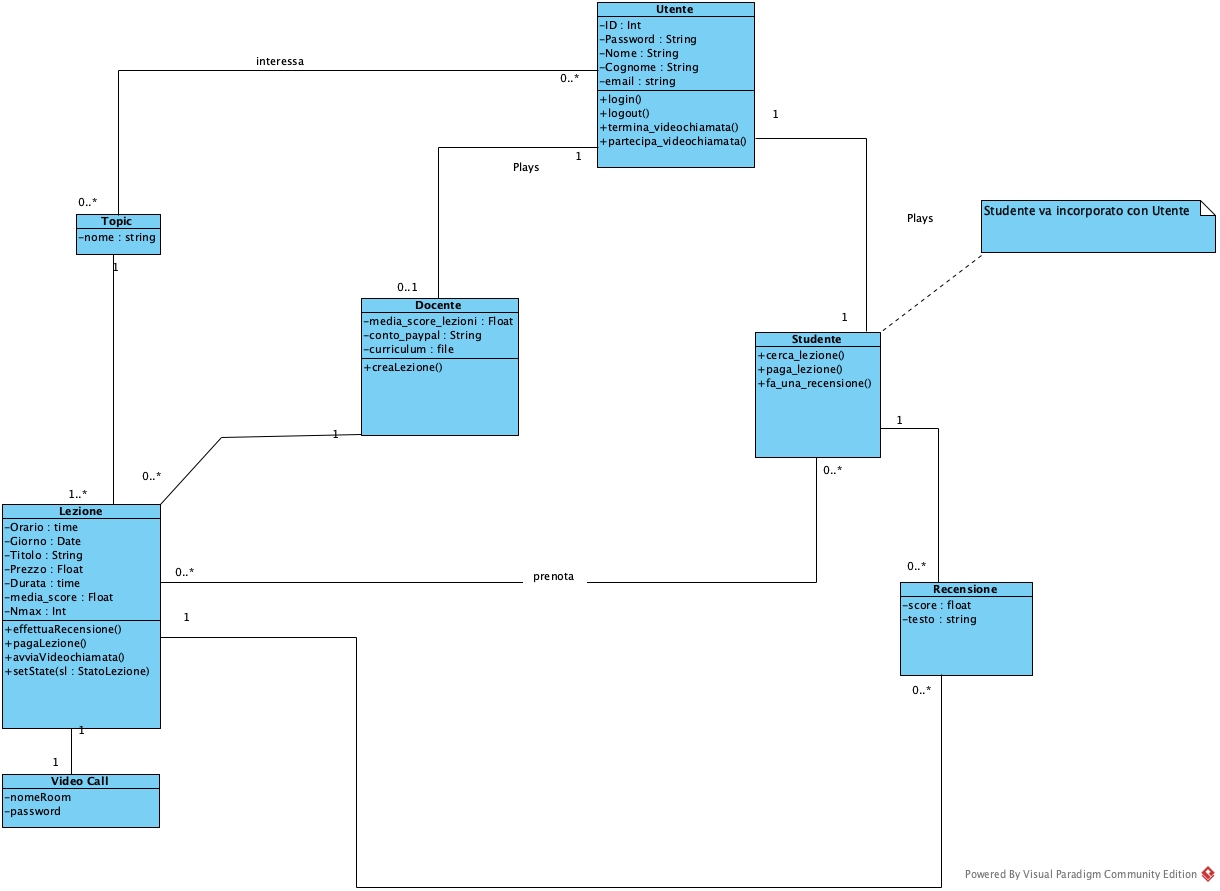 Utente
-ID : Int
-Password : String
-Nome : String
-Cognome : String
-email : string
+login()
+logout()
+termina_videochiamata()
+partecipa_videochiamata()
interessa
0..*
0..*
1
Plays
0..1
1
Plays
1
Studente va incorporato con Utente
Topic
-nome : string
1
1..*
Docente
-media_score_lezioni : Float
-conto_paypal : String
-curriculum : file
+creaLezione()
1
0..*
Studente
+cerca_lezione()
+paga_lezione()
+fa_una_recensione()
1
0..*
0..*
0..*
prenota
Lezione
-Orario : time
-Giorno : Date
-Titolo : String
-Prezzo : Float
-Durata : time
-media_score : Float
-Nmax : Int
+effettuaRecensione()
+pagaLezione()
+avviaVideochiamata()
+setState(sl : StatoLezione)
1
Recensione
-score : float
-testo : string
0..*
1
1
Video Call
-nomeRoom
-password
Powered By Visual Paradigm Community Edition